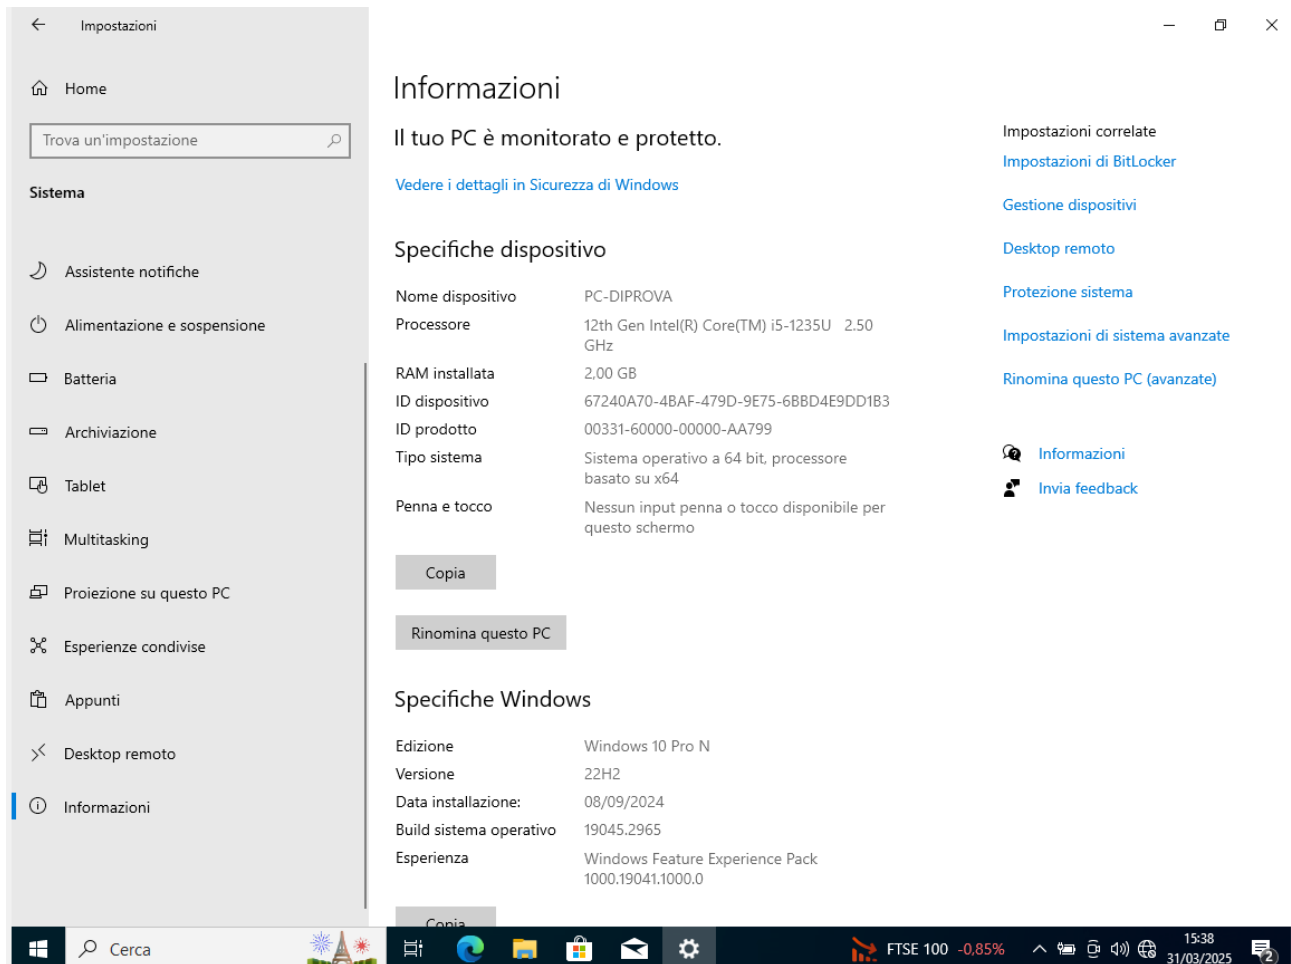 Impostazioni
Home
Trova un'impostazione
Sistema
Assistente notifiche
Alimentazione e sospensione
Batteria
Archiviazione
Tablet
Multitasking
Proiezione su questo PC
Esperienze condivise
Appunti
Desktop remoto
Informazioni
Informazioni
Il tuo PC è monitorato e protetto.
Vedere i dettagli in Sicurezza di Windows
Specifiche dispositivo
Nome dispositivo PC-DIPROVA
Processore 12th Gen Intel(R) Core(TM) i5-1235U 2.50
GHz
RAM installata 2,00 GB
ID dispositivo 67240A70-4BAF-479D-9E75-6BBD4E9DD1B3
ID prodotto 00331-60000-00000-AA799
Tipo sistema Sistema operativo a 64 bit, processore
basato su x64
Penna e tocco Nessun input penna o tocco disponibile per
questo schermo
Copia
Rinomina questo PC
Specifiche Windows
Edizione Windows 10 Pro N
Versione 22H2
Data installazione: 08/09/2024
Build sistema operativo 19045.2965
Esperienza Windows Feature Experience Pack
1000.19041.1000.0
Copia
Impostazioni correlate
Impostazioni di BitLocker
Gestione dispositivi
Desktop remoto
Protezione sistema
Impostazioni di sistema avanzate
Rinomina questo PC (avanzate)
Informazioni
Invia feedback
Cerca
FTSE 100 -0,85%
15:38
31/03/2025
2